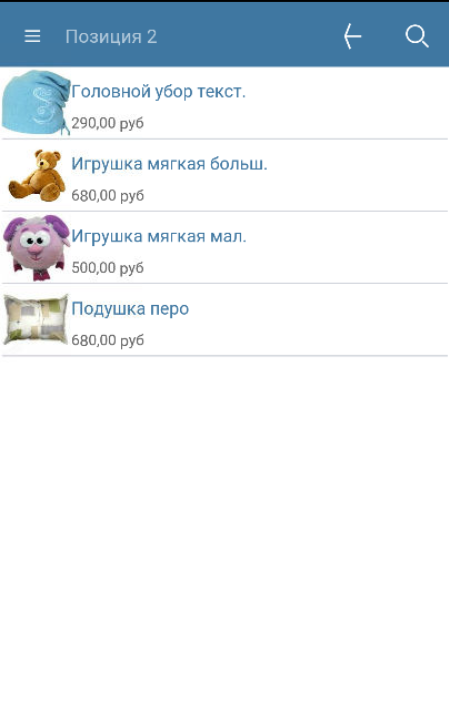 Позиция 2
Головной убор текст.
290,00 руб
Игрушка мягкая больш.
680,00 руб
Игрушка мягкая мал.
500,00 руб
Подушка перо
680,00 руб